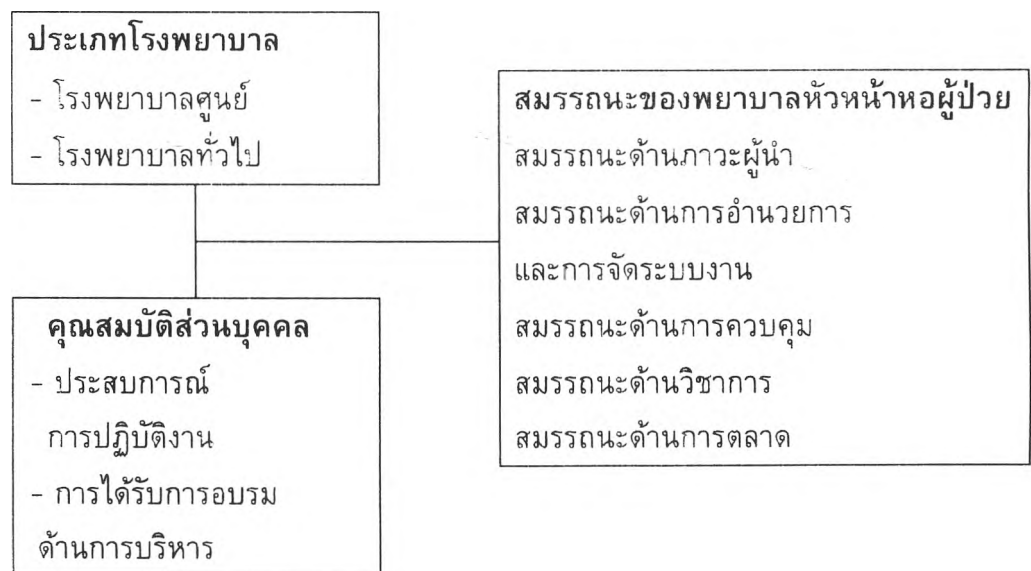 ประเภทโรงพยาบาล
- โรงพยาบาลศูนย์
- โรงพยาบาลทั่วไป
คุณสมบัติส่วนบุคคล
- ประสบการณ์
การปฏิบัติงาน
- การได้รับการอบรม
ด้านการบริหาร
สมรรถนะของพยาบาลหัวหน้าหอผู้ป่วย
สมรรถนะด้านภาวะผู้นำ
สมรรถนะด้านการอำนวยการ
และการจัดระบบงาน
สมรรถนะด้านการควบคุม
สมรรถนะด้านวิชาการ
สมรรถนะด้านการตลาด